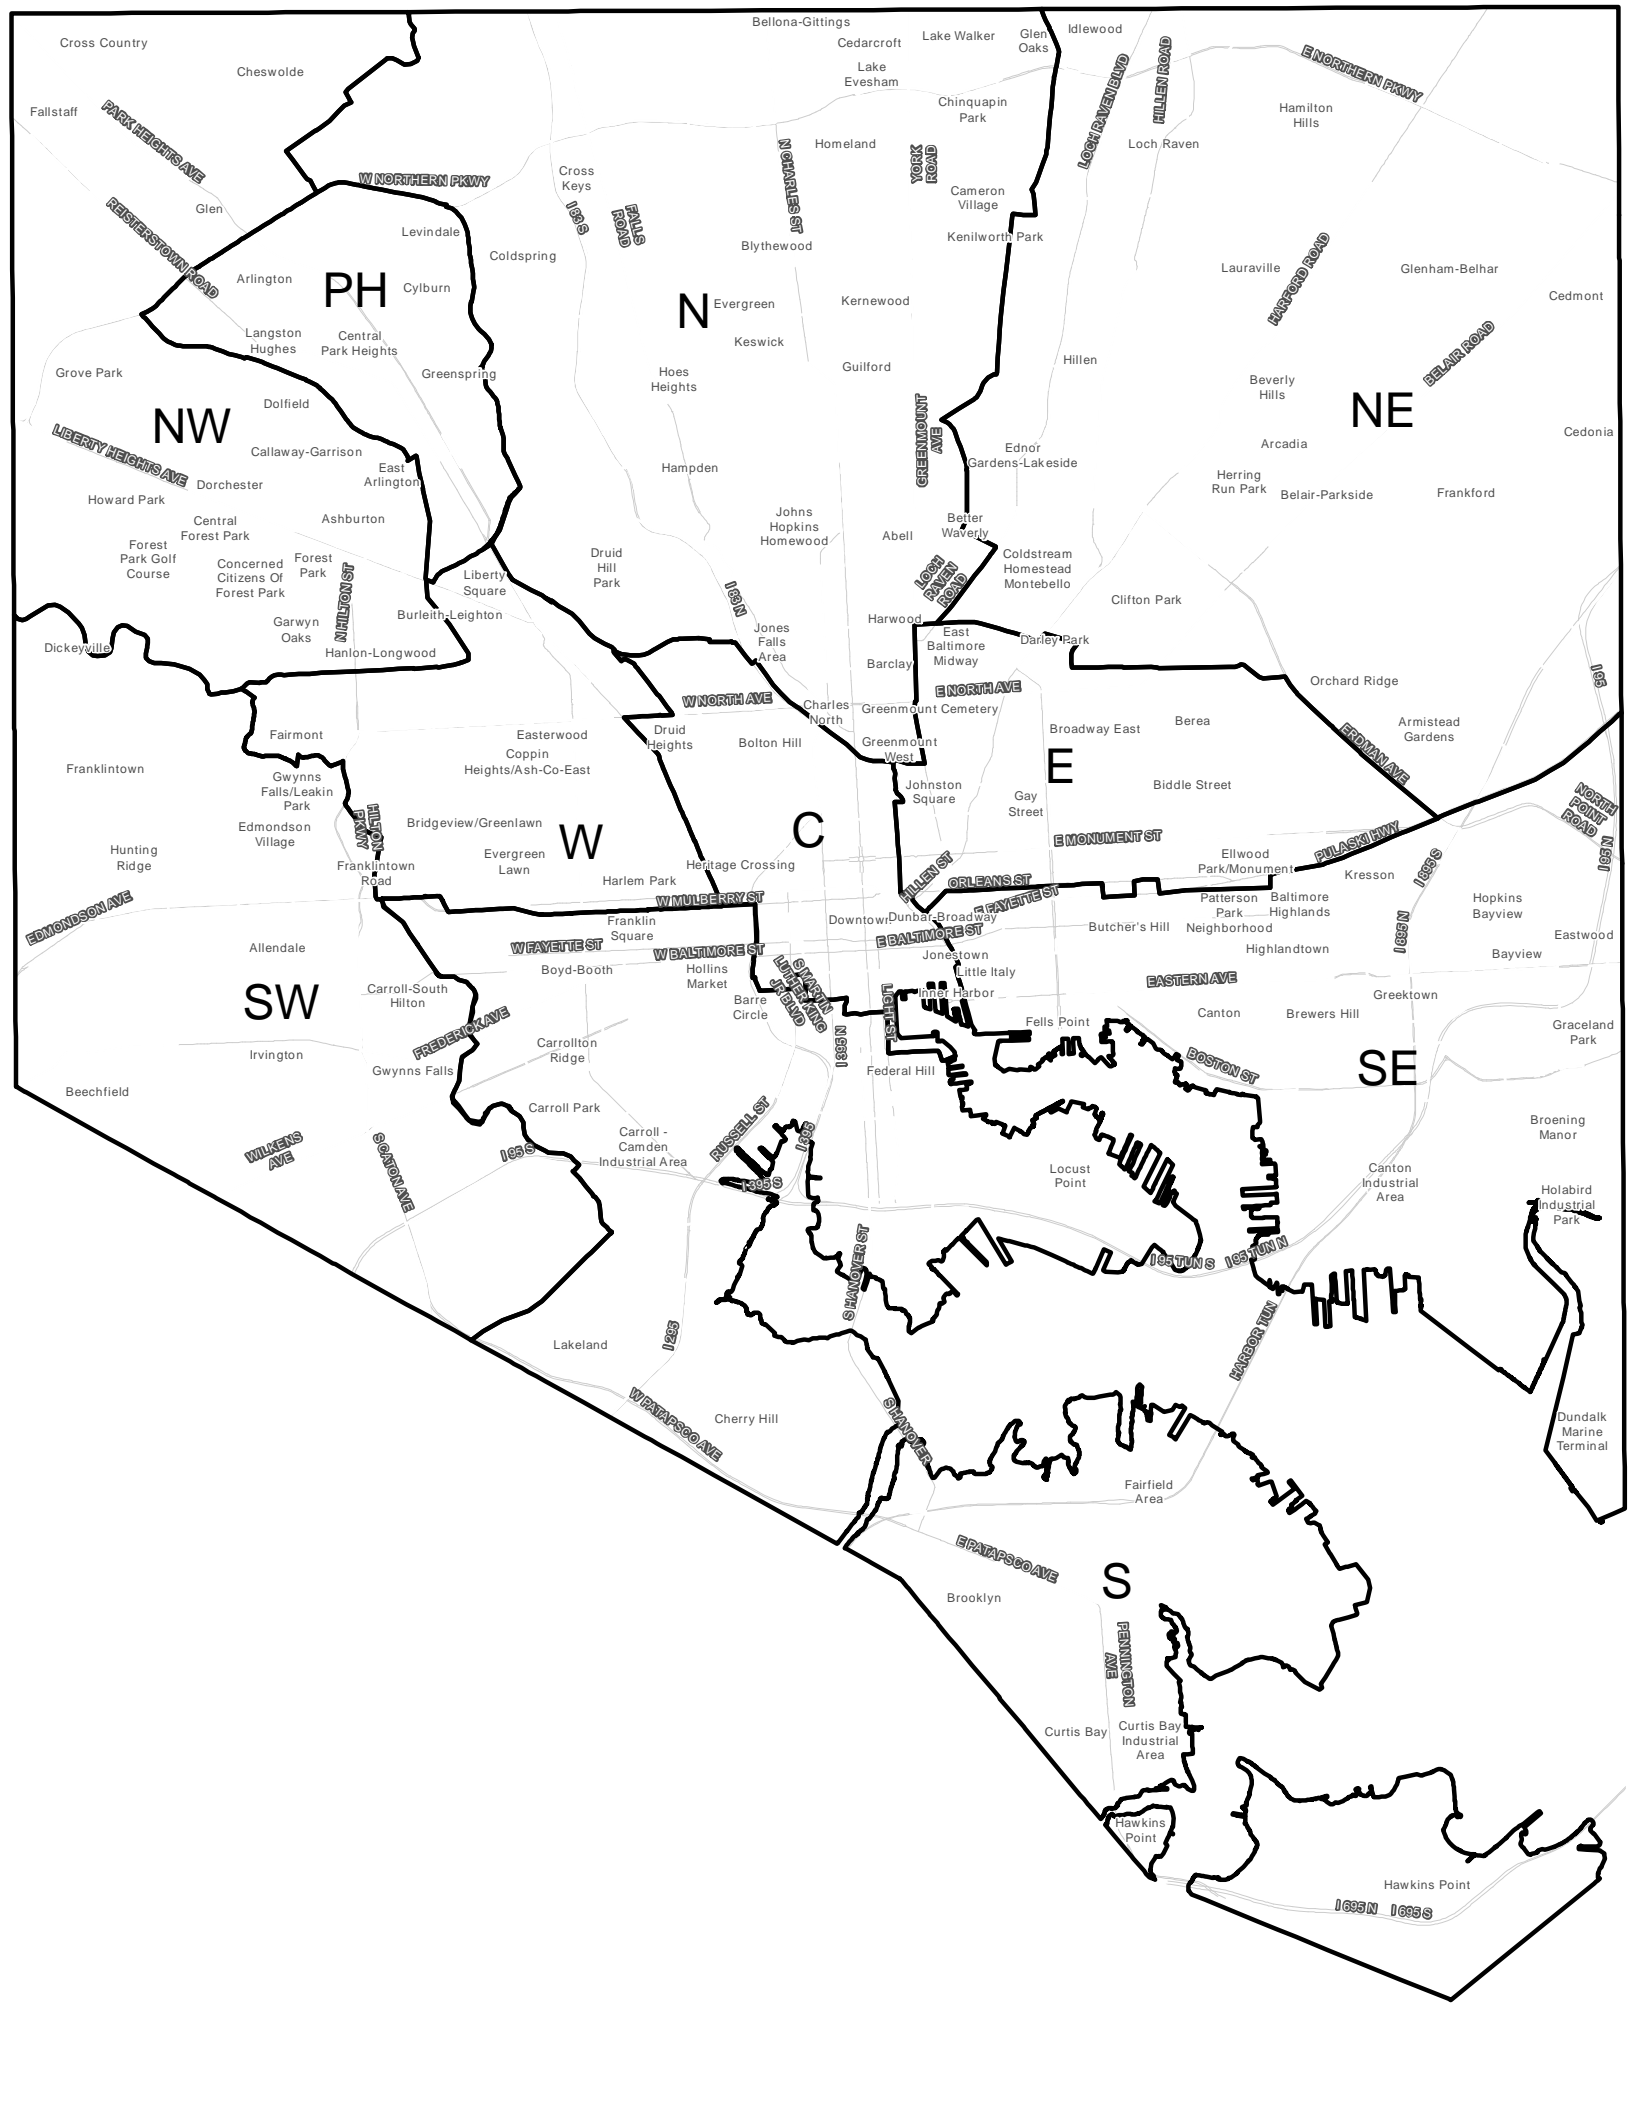 Bellona-Gittings
Cross Country
Cedarcroft
Lake Walker
Glen
Oaks
Idlewood
Cheswolde
Lake
Evesham
LOCH RAVEN BLVD
HILLEN ROAD
E NORTHERN PKWY
Fallstaff
PARK HEIGHTS AVE
Chinquapin
Park
Hamilton
Hills
N CHARLES ST
Homeland
YORK
ROAD
Loch Raven
Cross
Keys
W NORTHERN PKWY
Cameron
Village
Glen
I 83 S
FALLS
ROAD
REISTERSTOWN ROAD
Levindale
Coldspring
Blythewood
Kenilworth Park
Lauraville
HARFORD ROAD
Glenham-Belhar
Arlington
PH
Cylburn
N
Evergreen
Kernewood
Cedmont
Langston
Hughes
Central
Park Heights
Keswick
BELAIR ROAD
Grove Park
Greenspring
Hoes
Heights
Guilford
Hillen
Beverly
Hills
NW
Dolfield
GREENMOUNT
AVE
NE
LIBERTY HEIGHTS AVE
Callaway-Garrison
Ednor
Gardens-Lakeside
Arcadia
Cedonia
East
Arlington
Hampden
Herring
Run Park
Howard Park
Dorchester
Belair-Parkside
Frankford
Central
Forest Park
Ashburton
Johns
Hopkins
Homewood
Abell
Better
Waverly
Forest
Park Golf
Course
Concerned
Citizens Of
Forest Park
Forest
Park
Druid
Hill
Park
Coldstream
Homestead
Montebello
N HILTON ST
Liberty
Square
I 83 N
LOCH
RAVEN
ROAD
Clifton Park
Garwyn
Oaks
Burleith-Leighton
Harwood
Jones
Falls
Area
East
Baltimore
Midway
Darley Park
Dickeyville
Hanlon-Longwood
Barclay
I 95
W NORTH AVE
E NORTH AVE
Orchard Ridge
Charles
North
Greenmount Cemetery
Fairmont
Easterwood
Druid
Heights
Bolton Hill
Greenmount
West
Broadway East
Berea
Armistead
Gardens
ERDMAN AVE
Franklintown
Coppin
Heights/Ash-Co-East
E
Gwynns
Falls/Leakin
Park
Johnston
Square
Gay
Street
Biddle Street
NORTH
POINT
ROAD
Edmondson
Village
HILTON
PKWY
Bridgeview/Greenlawn
W
C
E MONUMENT ST
PULASKI HWY
I 95 N
Hunting
Ridge
Franklintown
Road
Evergreen
Lawn
Heritage Crossing
HILLEN ST
Ellwood
Park/Monument
I 895 S
Harlem Park
ORLEANS ST
Kresson
EDMONDSON AVE
W MULBERRY ST
E FAYETTE ST
Patterson
Park
Neighborhood
Baltimore
Highlands
Hopkins
Bayview
Franklin
Square
Downtown
Dunbar-Broadway
Butcher's Hill
I 895 N
Allendale
W FAYETTE ST
W BALTIMORE ST
E BALTIMORE ST
Highlandtown
Eastwood
Boyd-Booth
Hollins
Market
S MARTIN
LUTHER KING
JR BLVD
Jonestown
Bayview
Little Italy
EASTERN AVE
SW
Carroll-South
Hilton
Barre
Circle
LIGHT ST
Inner Harbor
Greektown
FREDERICK AVE
I 395 N
Fells Point
Canton
Brewers Hill
Graceland
Park
Irvington
Gwynns Falls
Carrollton
Ridge
Federal Hill
BOSTON ST
SE
Beechfield
Carroll Park
RUSSELL ST
I 395
Broening
Manor
WILKENS
AVE
S CATON AVE
I 95 S
Carroll -
Camden
Industrial Area
I 395 S
Locust
Point
Canton
Industrial
Area
Holabird
Industrial
Park
S HANOVER ST
I 95 TUN S
I 95 TUN N
Lakeland
I 295
HARBOR TUN
W PATAPSCO AVE
Cherry Hill
S HANOVER
Dundalk
Marine
Terminal
Fairfield
Area
E PATAPSCO AVE
S
Brooklyn
PENNINGTON
AVE
Curtis Bay
Curtis Bay
Industrial
Area
Hawkins
Point
Hawkins Point
I 695 N
I 695 S